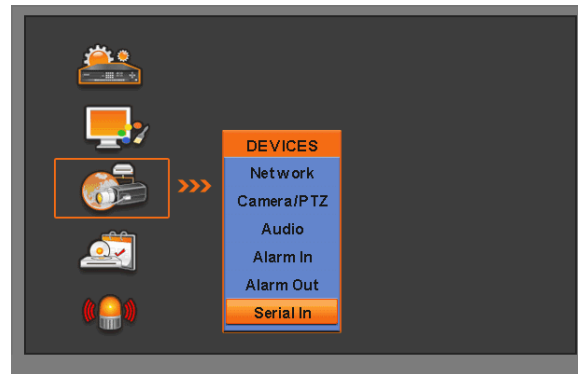 DEVICES
Network
Camera/PTZ
Audio
Alarm In
Alarm Out
Serial In